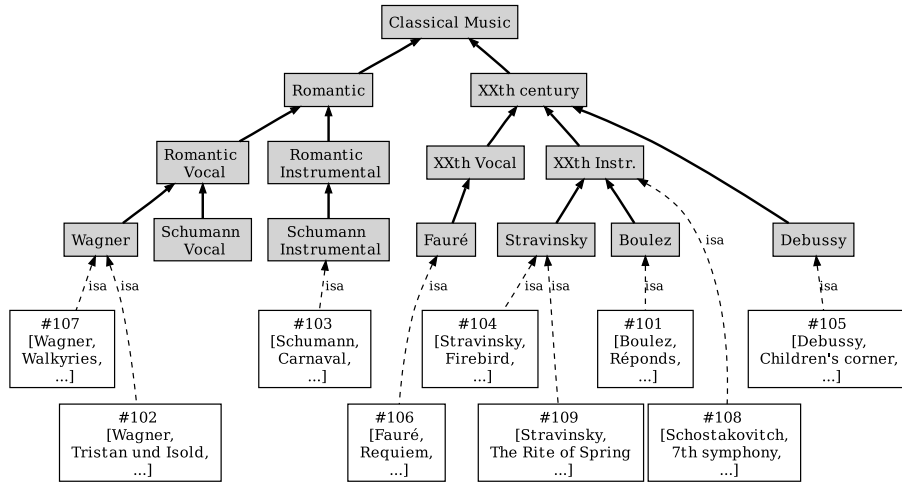 Classical Music
Romantic
XXth century
Romantic
Vocal
Romantic
Instrumental
XXth Vocal
XXth Instr.
Wagner
Schumann
Vocal
Schumann
Instrumental
Fauré
Stravinsky
Boulez
Debussy
isa
isa
isa
isa
isa
isa
isa
isa
isa
#107
[Wagner,
Walkyries,
...]
#103
[Schumann,
Carnaval,
...]
#104
[Stravinsky,
Firebird,
...]
#101
[Boulez,
Réponds,
...]
#105
[Debussy,
Children's corner,
...]
#102
[Wagner,
Tristan und Isold,
...]
#106
[Fauré,
Requiem,
...]
#109
[Stravinsky,
The Rite of Spring
...]
#108
[Schostakovitch,
7th symphony,
...]